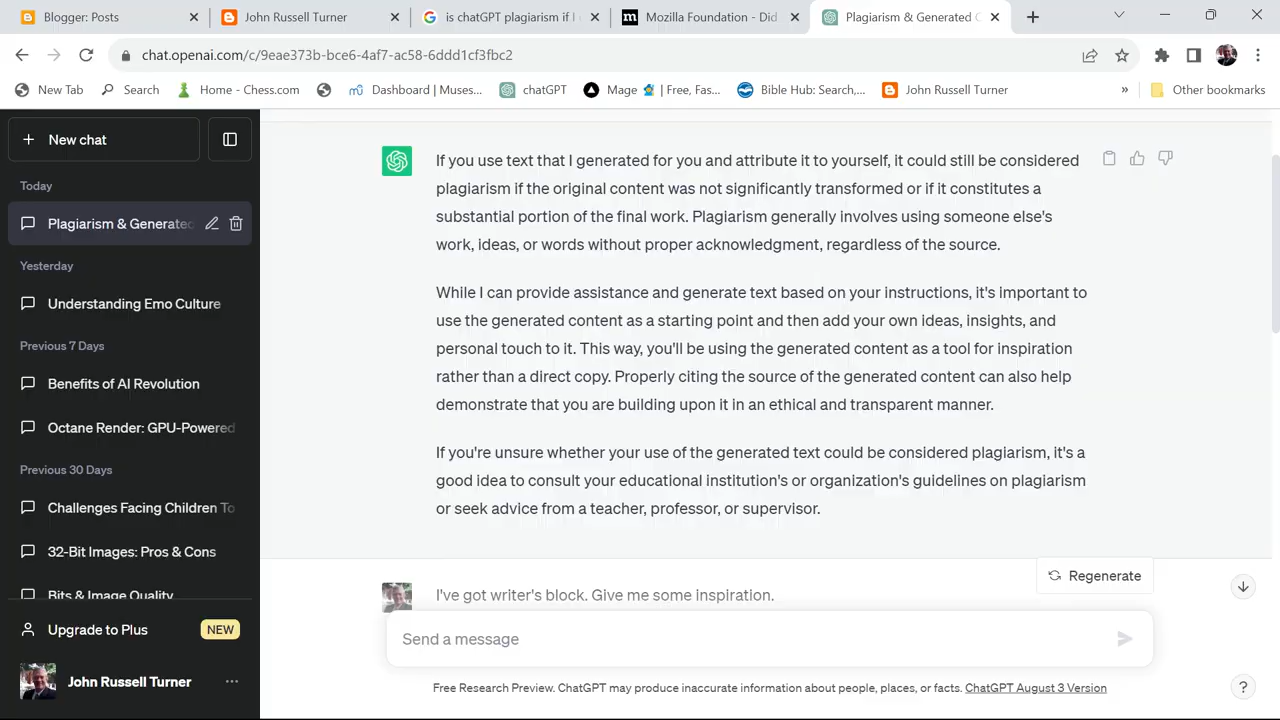 Blogger: Posts
John Russell Turner
is chatGPT plagiarism if I
Mozilla Foundation - Did
Plagiarism & Generated C
chat.openai.com/c/9eae373b-bce6-4af7-ac58-6ddd1cf3fbc2
New Tab
Search
Home - Chess.com
Dashboard | Muses...
chatGPT
Mage 🧙 | Free, Fas...
Bible Hub: Search,...
John Russell Turner
»
Other bookmarks
New chat
Today
Plagiarism & Generated
Yesterday
Understanding Emo Culture
Previous 7 Days
Benefits of AI Revolution
Octane Render: GPU-Powered
Previous 30 Days
Challenges Facing Children To
32-Bit Images: Pros & Cons
Bits & Image Quality
Upgrade to Plus
NEW
John Russell Turner
If you use text that I generated for you and attribute it to yourself, it could still be considered
plagiarism if the original content was not significantly transformed or if it constitutes a
substantial portion of the final work. Plagiarism generally involves using someone else's
work, ideas, or words without proper acknowledgment, regardless of the source.
While I can provide assistance and generate text based on your instructions, it's important to
use the generated content as a starting point and then add your own ideas, insights, and
personal touch to it. This way, you'll be using the generated content as a tool for inspiration
rather than a direct copy. Properly citing the source of the generated content can also help
demonstrate that you are building upon it in an ethical and transparent manner.
If you're unsure whether your use of the generated text could be considered plagiarism, it's a
good idea to consult your educational institution's or organization's guidelines on plagiarism
or seek advice from a teacher, professor, or supervisor.
Regenerate
I've got writer's block. Give me some inspiration.
Send a message
Free Research Preview. ChatGPT may produce inaccurate information about people, places, or facts. ChatGPT August 3 Version
?